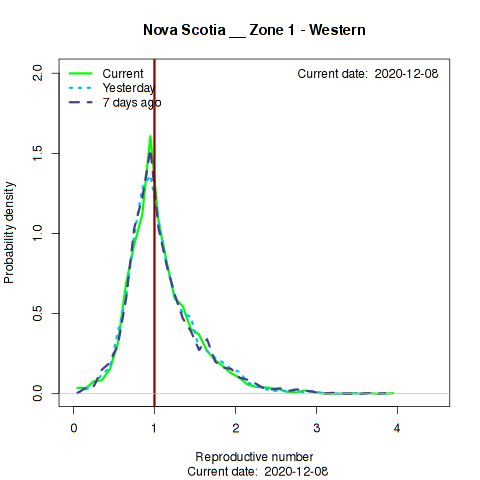 Nova Scotia __ Zone 1 - Western
Current
Yesterday
7 days ago
Current date: 2020-12-08
Probability density
2.0
1.5
1.0
0.5
0.0
0 1 2 3 4
Reproductive number
Current date: 2020-12-08